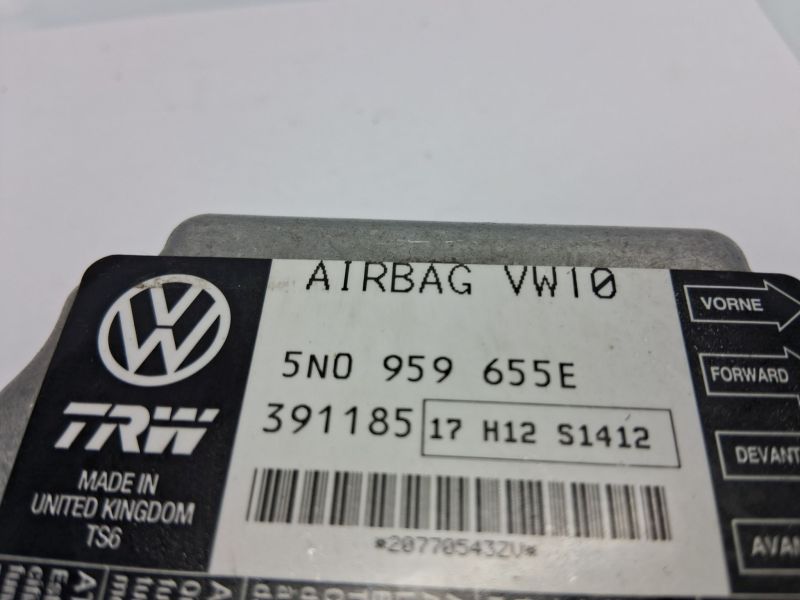 AIRBAG VW10
VORNE
5N0 959 655E
FORWARD
391185 17 H12 S1412
TRW
DEVANT
MADE IN
UNITED KINGDOM
TS6
*20770543ZV*